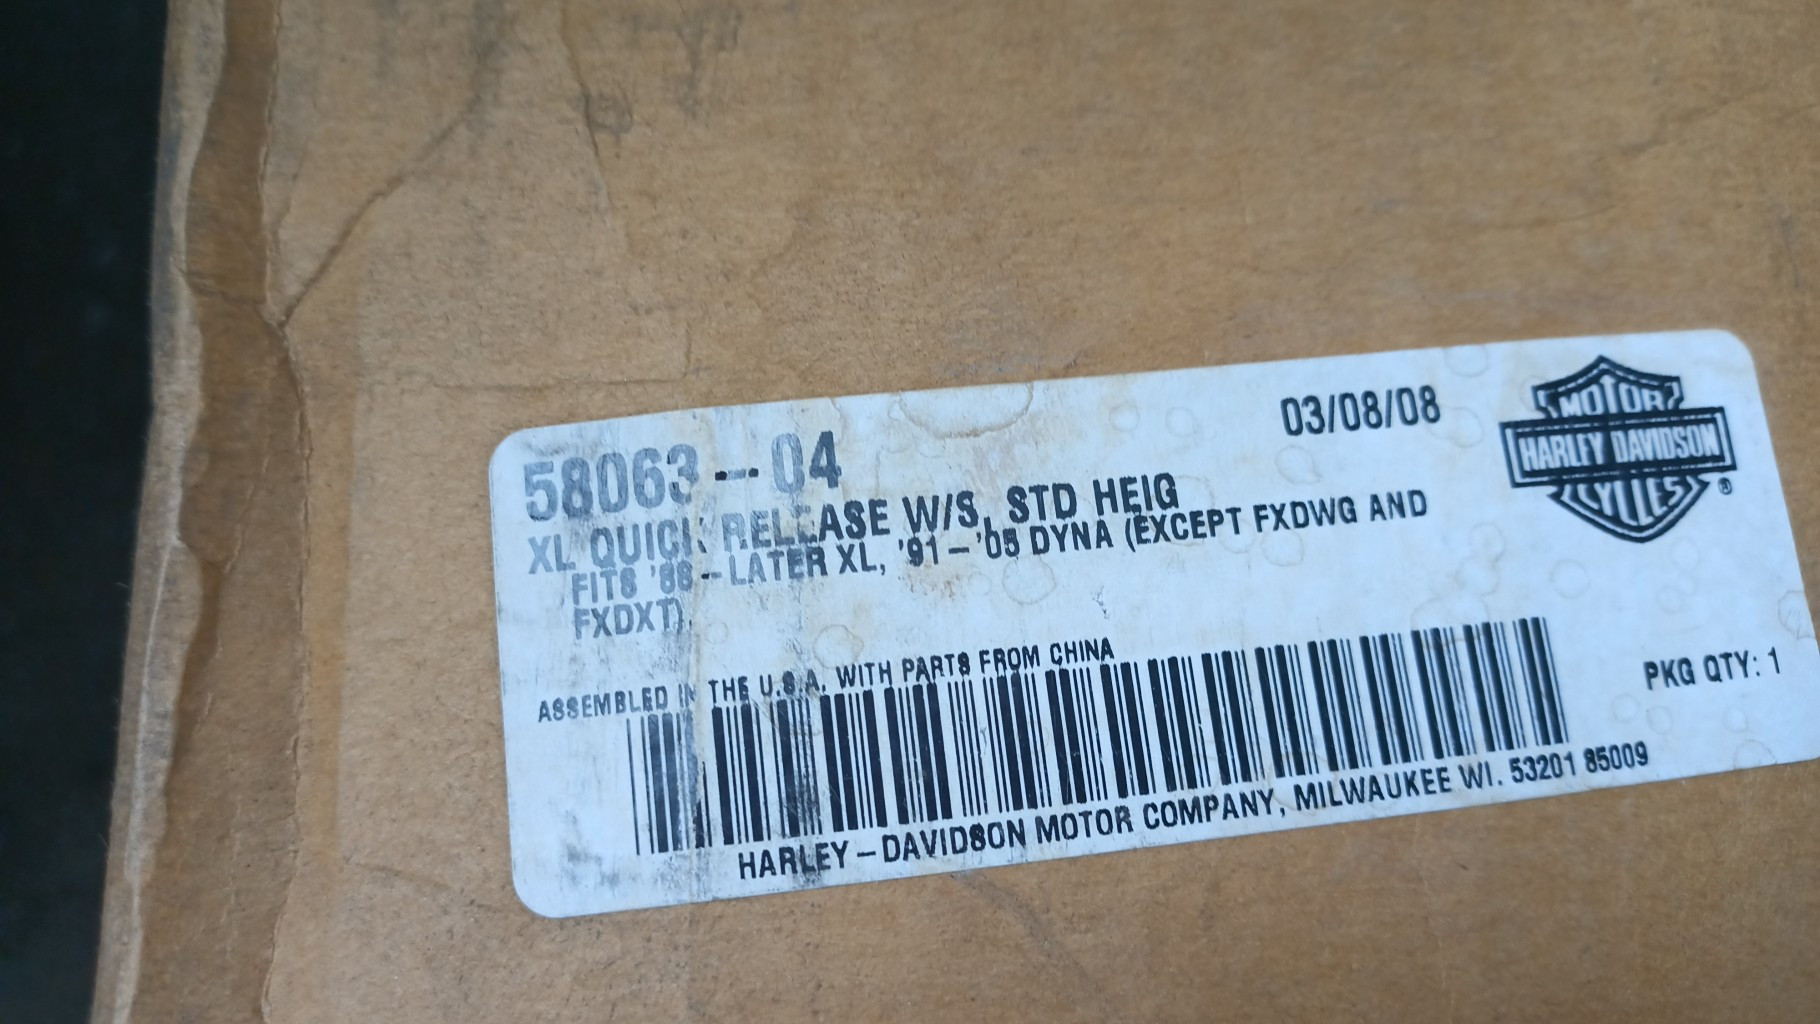 58063-04
03/08/08
MOTOR
HARLEY-DAVIDSON
CYCLES
®
XL QUICK RELEASE W/S, STD HEIG
FITS '88-LATER XL, '91-'05 DYNA (EXCEPT FXDWG AND
FXDXT).
ASSEMBLED IN THE U.S.A. WITH PARTS FROM CHINA
PKG QTY: 1
HARLEY-DAVIDSON MOTOR COMPANY, MILWAUKEE WI. 53201 85009